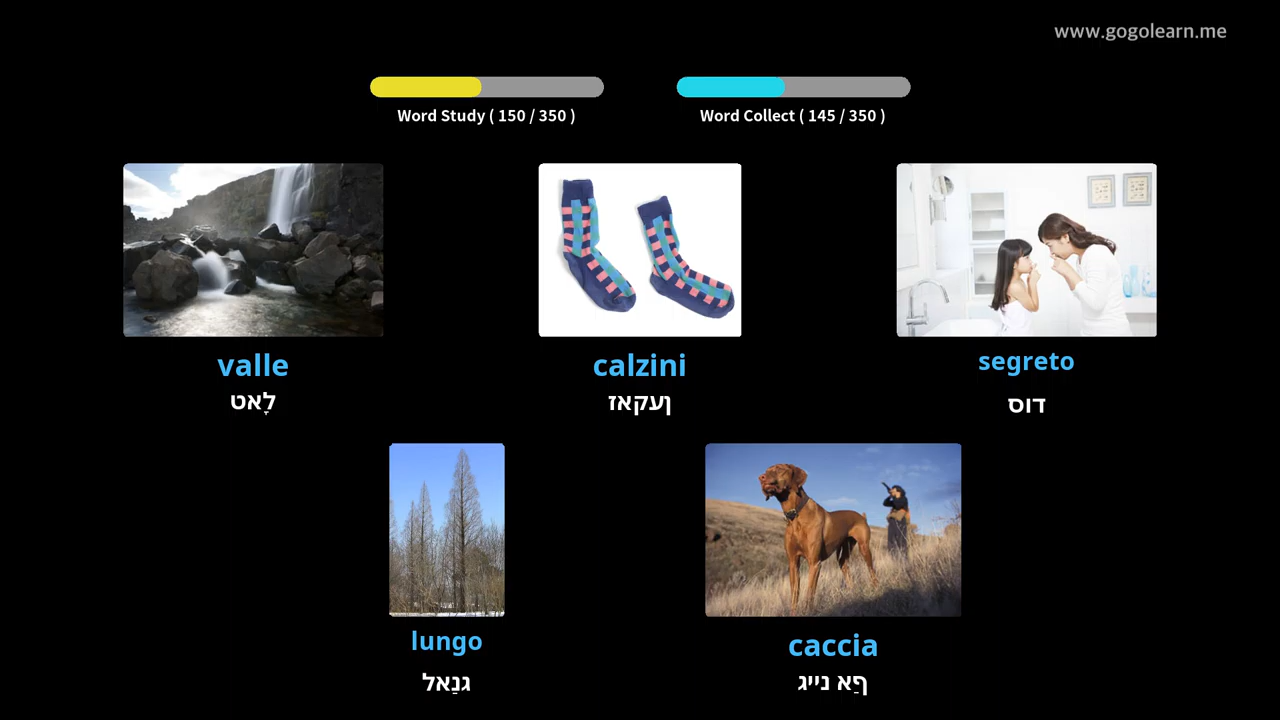 www.gogolearn.me
Word Study ( 150 / 350 )
Word Collect ( 145 / 350 )
valle
לָאט
calzini
ןעקאז
segreto
דוס
lungo
גנַאל
caccia
ףַא נייג